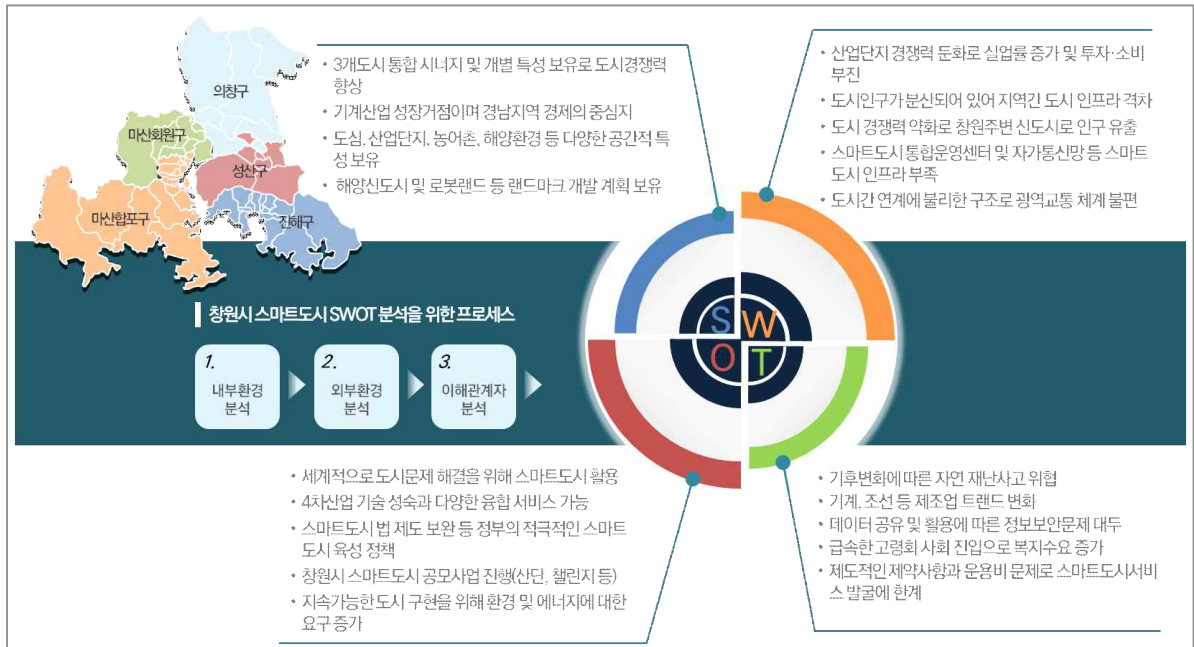 의창구
마산회원구
성산구
마산합포구
진해구
• 3개도시 통합 시너지 및 개별 특성 보유로 도시경쟁력
향상
• 기계산업 성장거점이며 경남지역 경제의 중심지
• 도심, 산업단지, 농어촌, 해양환경 등 다양한 공간적 특
성 보유
• 해양신도시 및 로봇랜드 등 랜드마크 개발 계획 보유
• 산업단지 경쟁력 둔화로 실업률 증가 및 투자·소비
부진
• 도시인구가 분산되어 있어 지역간 도시 인프라 격차
• 도시 경쟁력 약화로 창원주변 신도시로 인구 유출
• 스마트도시 통합운영센터 및 자가통신망 등 스마트
도시 인프라 부족
• 도시간 연계에 불리한 구조로 광역교통 체계 불편
창원시 스마트도시 SWOT 분석을 위한 프로세스
1.
내부환경
분석
2.
외부환경
분석
3.
이해관계자
분석
S W
O T
• 세계적으로 도시문제 해결을 위해 스마트도시 활용
• 4차산업 기술 성숙과 다양한 융합 서비스 가능
• 스마트도시 법 제도 보완 등 정부의 적극적인 스마트
도시 육성 정책
• 창원시 스마트도시 공모사업 진행(산단, 챌린지 등)
• 지속가능한 도시 구현을 위해 환경 및 에너지에 대한
요구 증가
• 기후변화에 따른 자연 재난사고 위협
• 기계, 조선 등 제조업 트랜드 변화
• 데이터 공유 및 활용에 따른 정보보안문제 대두
• 급속한 고령화 사회 진입으로 복지수요 증가
• 제도적인 제약사항과 운용비 문제로 스마트도시서비
스 발굴에 한계